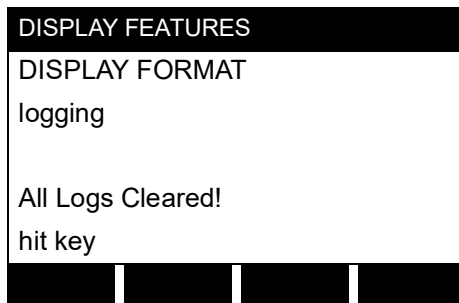 DISPLAY FEATURES
DISPLAY FORMAT
logging
All Logs Cleared!
hit key